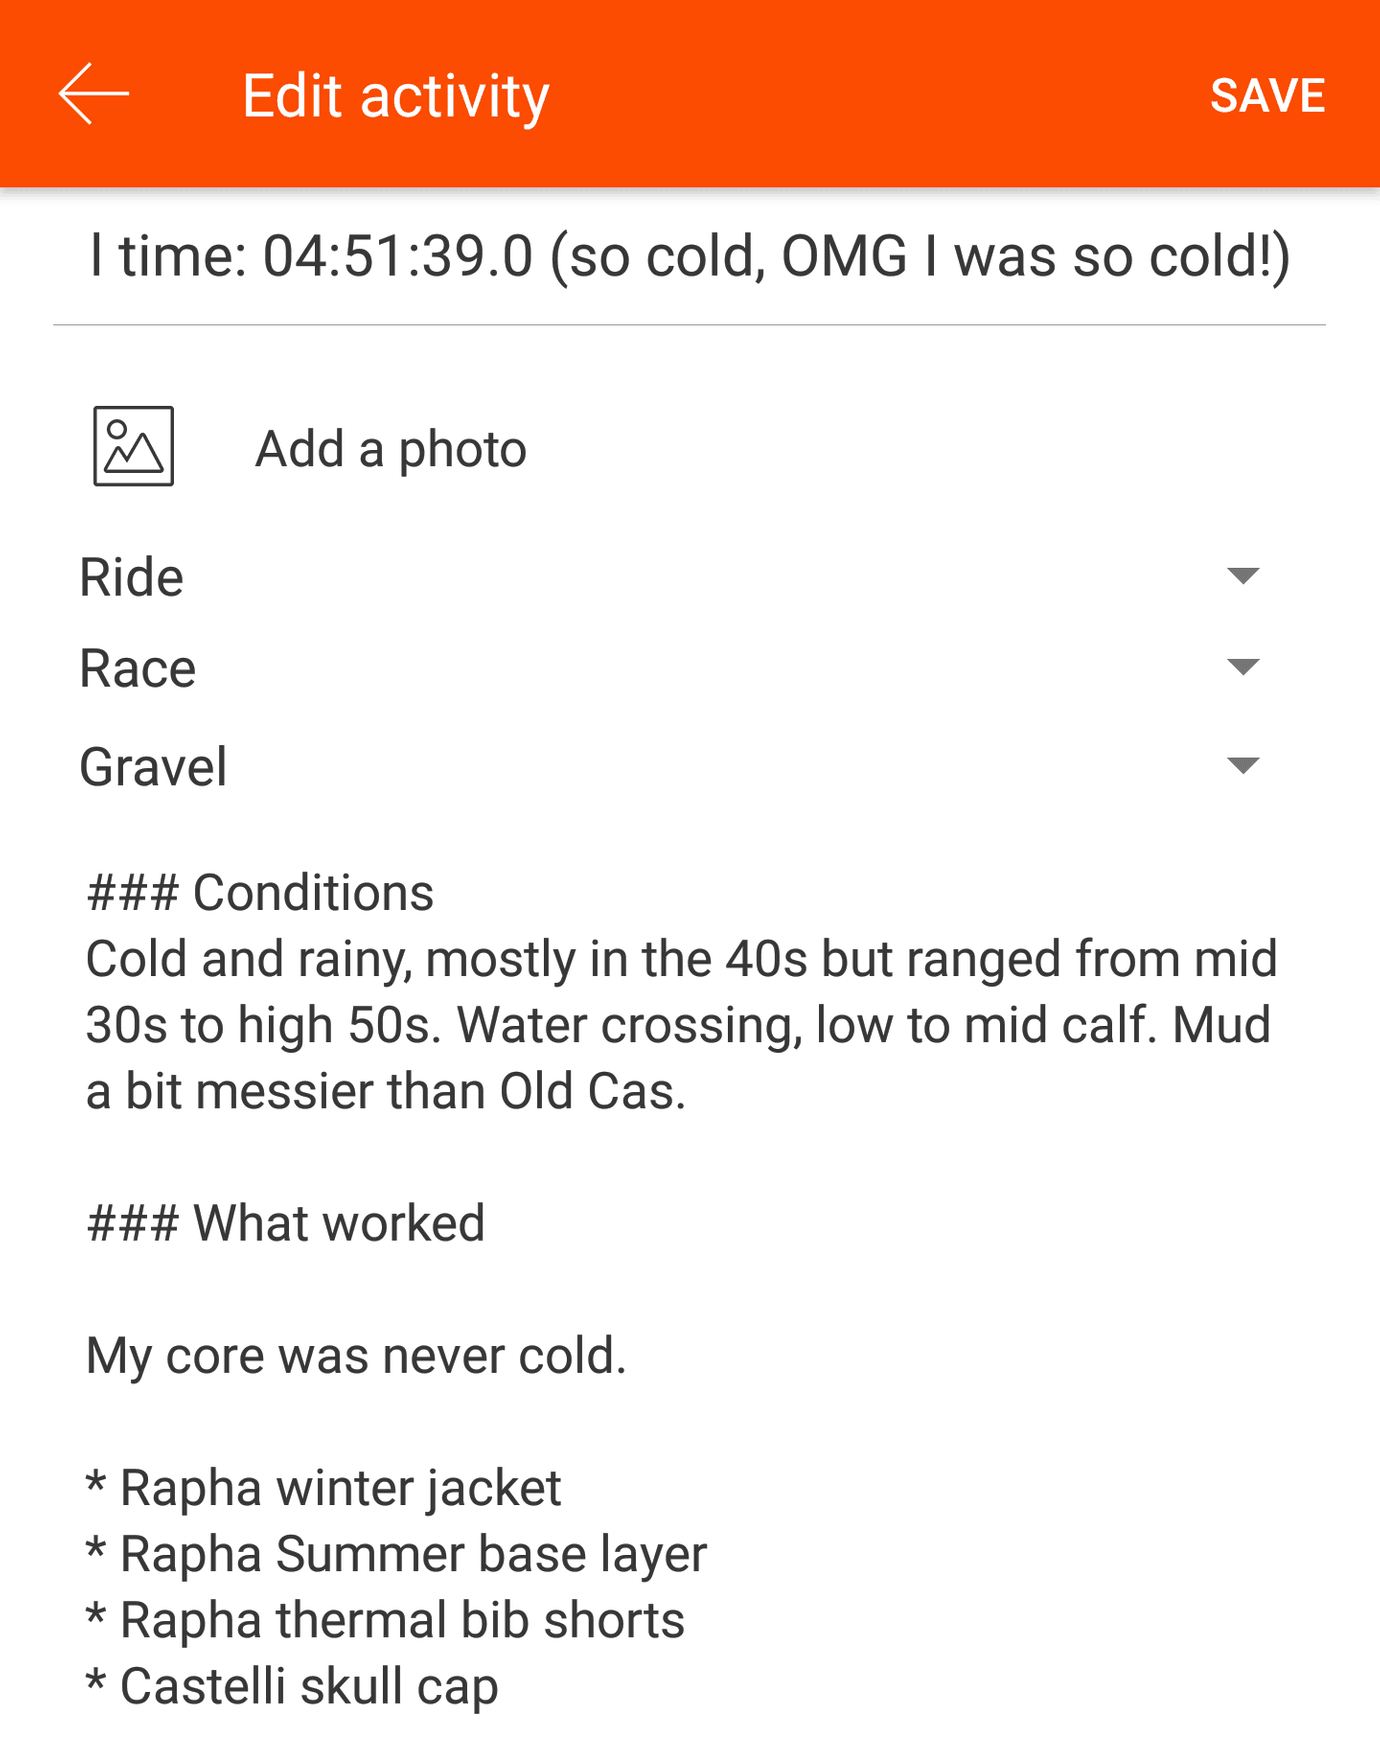 Edit activity
SAVE
l time: 04:51:39.0 (so cold, OMG I was so cold!)
Add a photo
Ride
Race
Gravel
### Conditions
Cold and rainy, mostly in the 40s but ranged from mid
30s to high 50s. Water crossing, low to mid calf. Mud
a bit messier than Old Cas.
### What worked
My core was never cold.
* Rapha winter jacket
* Rapha Summer base layer
* Rapha thermal bib shorts
* Castelli skull cap